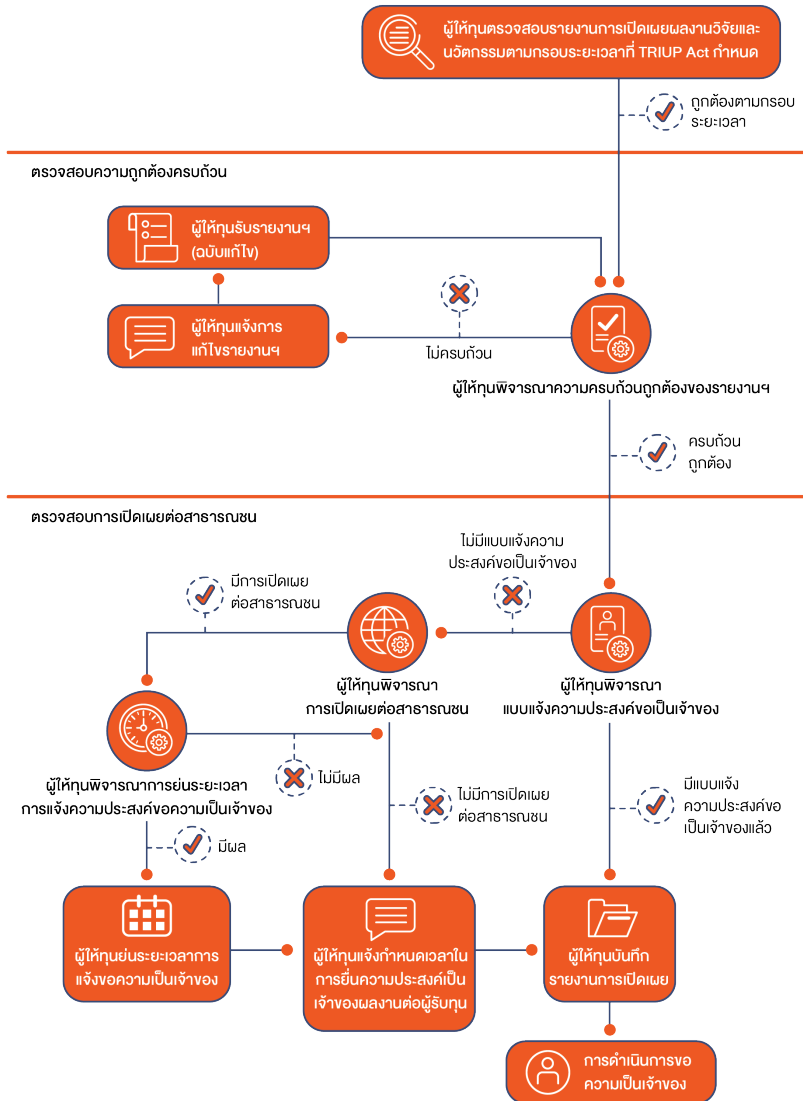 ผู้ให้ทุนตรวจสอบรายงานการเปิดเผยผลงานวิจัยและ
นวัตกรรมตามกรอบระยะเวลาที่ TRIUP Act กำหนด
ถูกต้องตามกรอบ
ระยะเวลา
ตรวจสอบความถูกต้องครบถ้วน
ผู้ให้ทุนรับรายงานฯ
(ฉบับแก้ไข)
ผู้ให้ทุนแจ้งการ
แก้ไขรายงานฯ
ไม่ครบถ้วน
ผู้ให้ทุนพิจารณาความครบถ้วนถูกต้องของรายงานฯ
ครบถ้วน
ถูกต้อง
ตรวจสอบการเปิดเผยต่อสาธารณชน
ไม่มีแบบแจ้งความ
ประสงค์ขอเป็นเจ้าของ
มีการเปิดเผย
ต่อสาธารณชน
ผู้ให้ทุนพิจารณา
การเปิดเผยต่อสาธารณชน
ผู้ให้ทุนพิจารณา
แบบแจ้งความประสงค์ขอเป็นเจ้าของ
ผู้ให้ทุนพิจารณาการย่นระยะเวลา
การแจ้งความประสงค์ขอความเป็นเจ้าของ
ไม่มีผล
ไม่มีการเปิดเผย
ต่อสาธารณชน
มีแบบแจ้ง
ความประสงค์ขอ
เป็นเจ้าของแล้ว
มีผล
ผู้ให้ทุนย่นระยะเวลาการ
แจ้งขอความเป็นเจ้าของ
ผู้ให้ทุนแจ้งกำหนดเวลาใน
การยื่นความประสงค์เป็น
เจ้าของผลงานต่อผู้รับทุน
ผู้ให้ทุนบันทึก
รายงานการเปิดเผย
การดำเนินการขอ
ความเป็นเจ้าของ